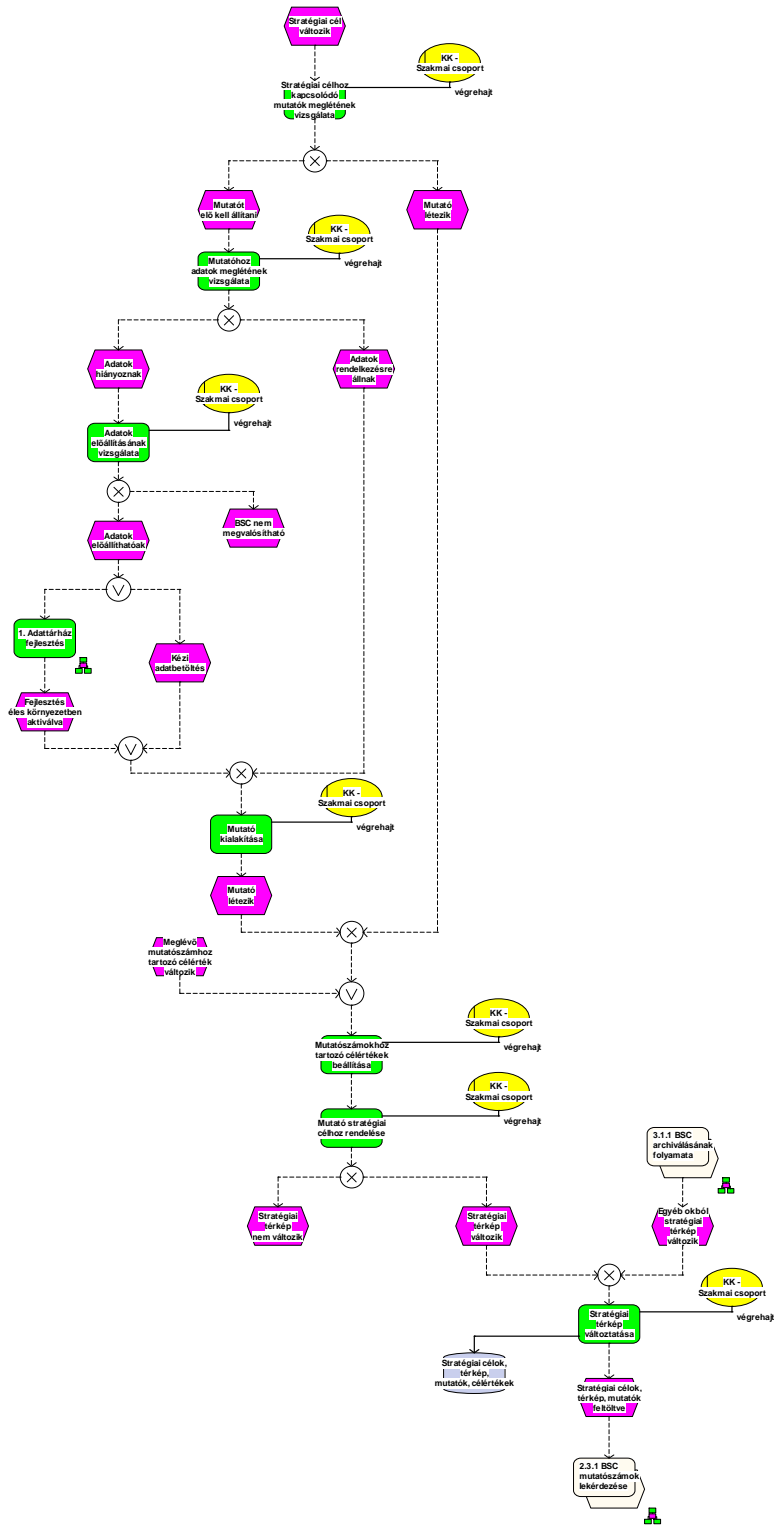 Stratégiai cél
változik
KK -
Szakmai csoport
végrehajt
Stratégiai célhoz
kapcsolódó
mutatók meglétének
vizsgálata
Mutatót
elő kell állítani
Mutató
létezik
KK -
Szakmai csoport
végrehajt
Mutatóhoz
adatok meglétének
vizsgálata
Adatok
hiányoznak
Adatok
rendelkezésre
állnak
KK -
Szakmai csoport
végrehajt
Adatok
előállításának
vizsgálata
BSC nem
megvalósítható
Adatok
előállíthatóak
1. Adattárház
fejlesztés
Kézi
adatbetöltés
Fejlesztés
éles környezetben
aktiválva
KK -
Szakmai csoport
végrehajt
Mutató
kialakítása
Mutató
létezik
Meglévő
mutatószámhoz
tartozó célérték
változik
KK -
Szakmai csoport
végrehajt
Mutatószámokhoz
tartozó célértékek
beállítása
KK -
Szakmai csoport
végrehajt
Mutató stratégiai
célhoz rendelése
3.1.1 BSC
archiválásának
folyamata
Stratégiai
térkép
nem változik
Stratégiai
térkép
változik
Egyéb okból
stratégiai
térkép
változik
KK -
Szakmai csoport
végrehajt
Stratégiai
térkép
változtatása
Stratégiai célok,
térkép,
mutatók, célértékek
Stratégiai célok,
térkép, mutatók
feltöltve
2.3.1 BSC
mutatószámok
lekérdezése